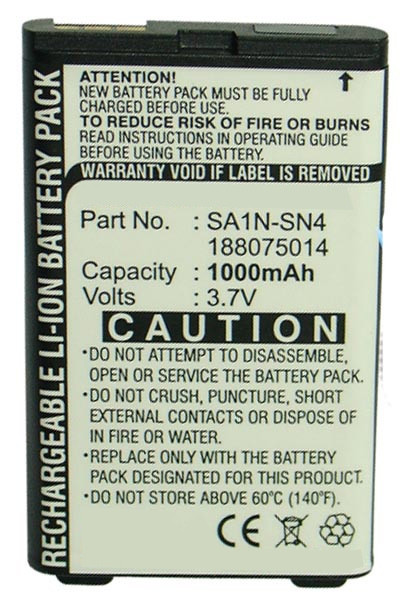 RECHARGEABLE LI-ION BATTERY PACK
ATTENTION!
NEW BATTERY PACK MUST BE FULLY
CHARGED BEFORE OPERATION.
TO REDUCE RISK OF FIRE OR BURNS
READ INSTRUCTIONS IN OPERATING GUIDE
BEFORE USING BATTERY PACK.
WARRANTY VOID IF LABEL IS REMOVED
Part No. : SA1N-SN4
188075014
Capacity : 1000mAh
Volts : 3.7V
CAUTION
•DO NOT ATTEMPT TO DISASSEMBLE,
OPEN OR SERVICE THE BATTERY PACK.
•DO NOT CRUSH, PUNCTURE, SHORT
EXTERNAL CONTACTS OR DISPOSE OF
IN FIRE OR WATER.
•REPLACE ONLY WITH THE BATTERY
PACK DESIGNATED FOR THIS PRODUCT.
•DO NOT STORE ABOVE 60°C (140°F)
CE